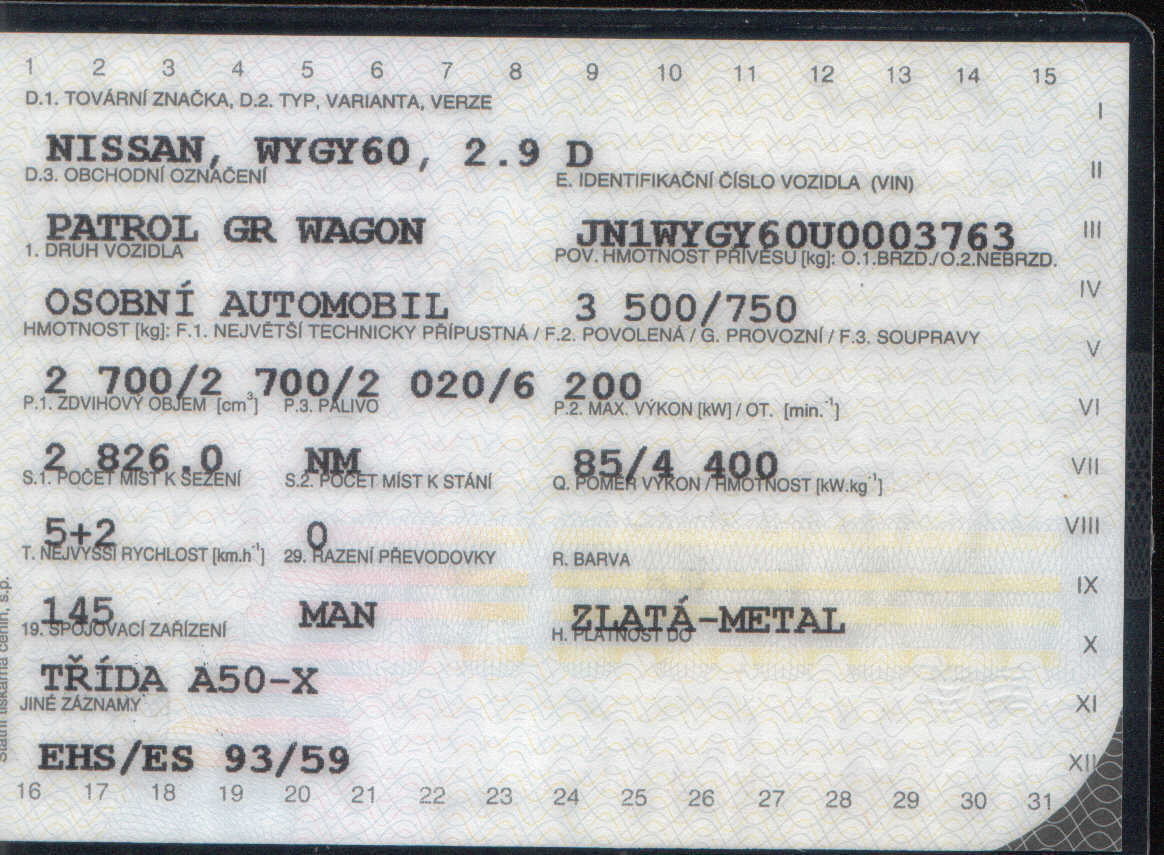 1 2 3 4 5 6 7 8 9 10 11 12 13 14 15
D.1. TOVÁRNÍ ZNAČKA, D.2. TYP, VARIANTA, VERZE
I
NISSAN, WYGY60, 2.9 D
II
D.3. OBCHODNÍ OZNAČENÍ E. IDENTIFIKAČNÍ ČÍSLO VOZIDLA (VIN)
PATROL GR WAGON JN1WYGY60U0003763
III
1. DRUH VOZIDLA POV. HMOTNOST PŘÍVĚSU [kg]: O.1.BRZD./O.2.NEBRZD.
IV
OSOBNÍ AUTOMOBIL 3 500/750
HMOTNOST [kg]: F.1. NEJVĚTŠÍ TECHNICKY PŘÍPUSTNÁ / F.2. POVOLENÁ / G. PROVOZNÍ / F.3. SOUPRAVY
V
2 700/2 700/2 020/6 200
P.1. ZDVIHOVÝ OBJEM [cm³] P.3. PALIVO P.2. MAX. VÝKON [kW] / OT. [min.⁻¹]
VI
2 826.0 NM 85/4 400
VII
S.1. POČET MÍST K SEZENÍ S.2. POČET MÍST K STÁNÍ Q. POMĚR VÝKON / HMOTNOST [kW.kg⁻¹]
5+2 0
VIII
T. NEJVYŠŠÍ RYCHLOST [km.h⁻¹] 29. ŘAZENÍ PŘEVODOVKY R. BARVA
IX
145 MAN ZLATÁ-METAL
19. SPOJOVACÍ ZAŘÍZENÍ H. PLATNOST DO
X
TŘÍDA A50-X
JINÉ ZÁZNAMY
XI
EHS/ES 93/59
XII
16 17 18 19 20 21 22 23 24 25 26 27 28 29 30 31
Státní tiskárna cenin, s.p.